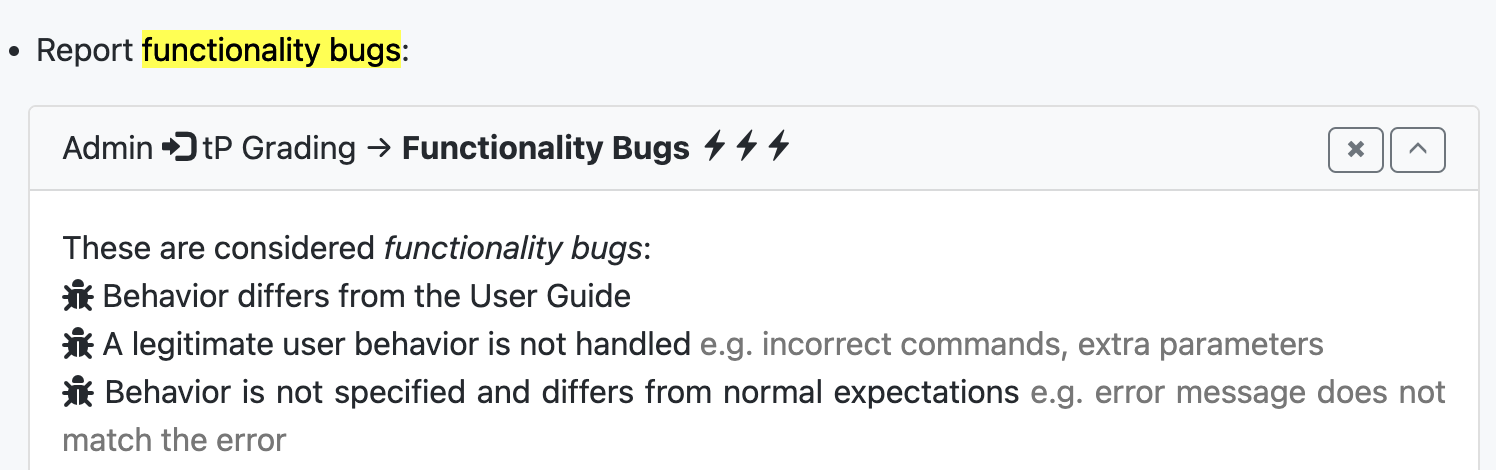 • Report functionality bugs:
Admin tP Grading → Functionality Bugs
These are considered functionality bugs:
Behavior differs from the User Guide
A legitimate user behavior is not handled e.g. incorrect commands, extra parameters
Behavior is not specified and differs from normal expectations e.g. error message does not
match the error